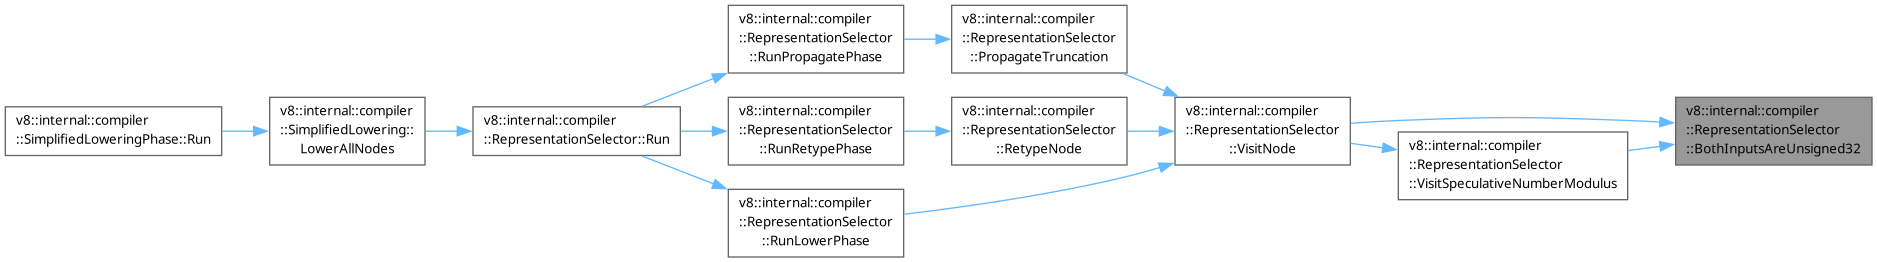 v8::internal::compiler
::SimplifiedLoweringPhase::Run
v8::internal::compiler
::SimplifiedLowering::
LowerAllNodes
v8::internal::compiler
::RepresentationSelector::Run
v8::internal::compiler
::RepresentationSelector
::RunPropagatePhase
v8::internal::compiler
::RepresentationSelector
::RunRetypePhase
v8::internal::compiler
::RepresentationSelector
::RunLowerPhase
v8::internal::compiler
::RepresentationSelector
::PropagateTruncation
v8::internal::compiler
::RepresentationSelector
::RetypeNode
v8::internal::compiler
::RepresentationSelector
::VisitNode
v8::internal::compiler
::RepresentationSelector
::VisitSpeculativeNumberModulus
v8::internal::compiler
::RepresentationSelector
::BothInputsAreUnsigned32